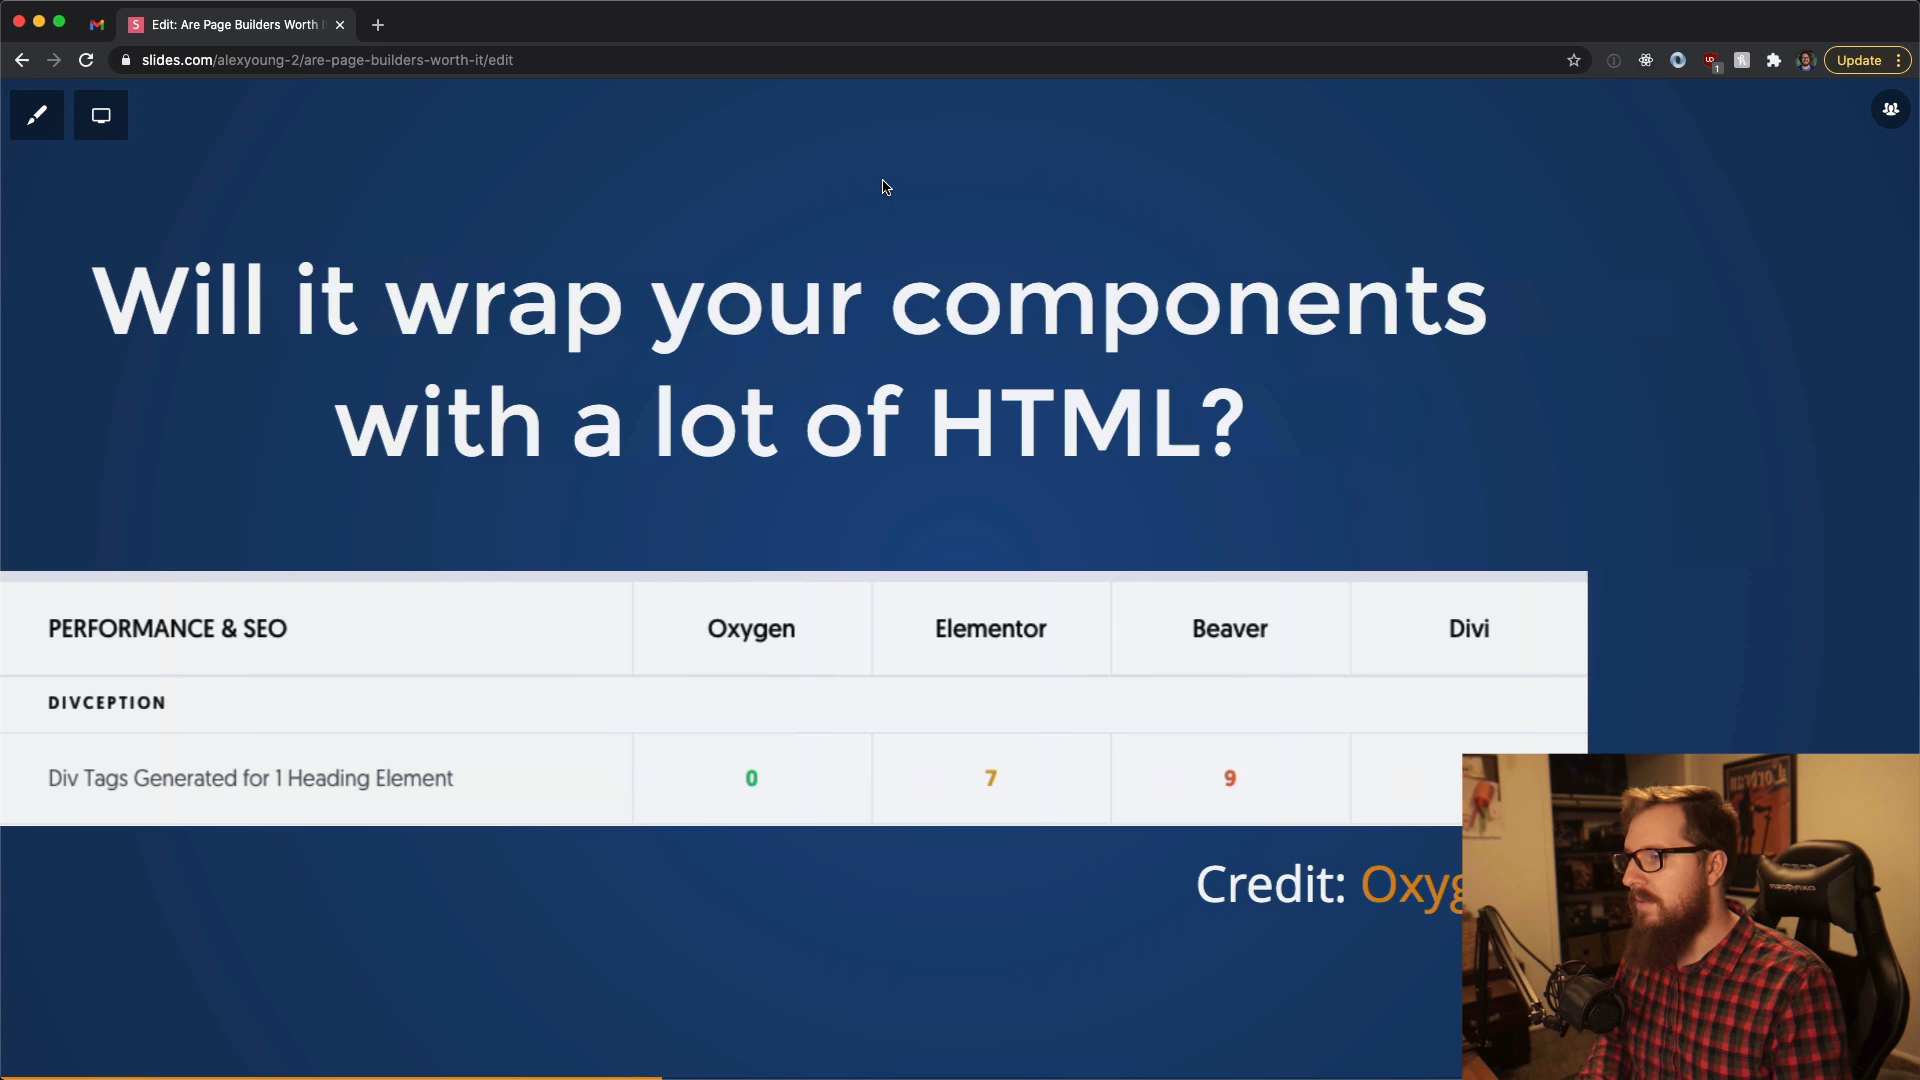 Edit: Are Page Builders Worth I
slides.com/alexyoung-2/are-page-builders-worth-it/edit
1
Update
Will it wrap your components
with a lot of HTML?
PERFORMANCE & SEO Oxygen Elementor Beaver Divi
DIVCEPTION
Div Tags Generated for 1 Heading Element 0 7 9
Credit: Oxyg